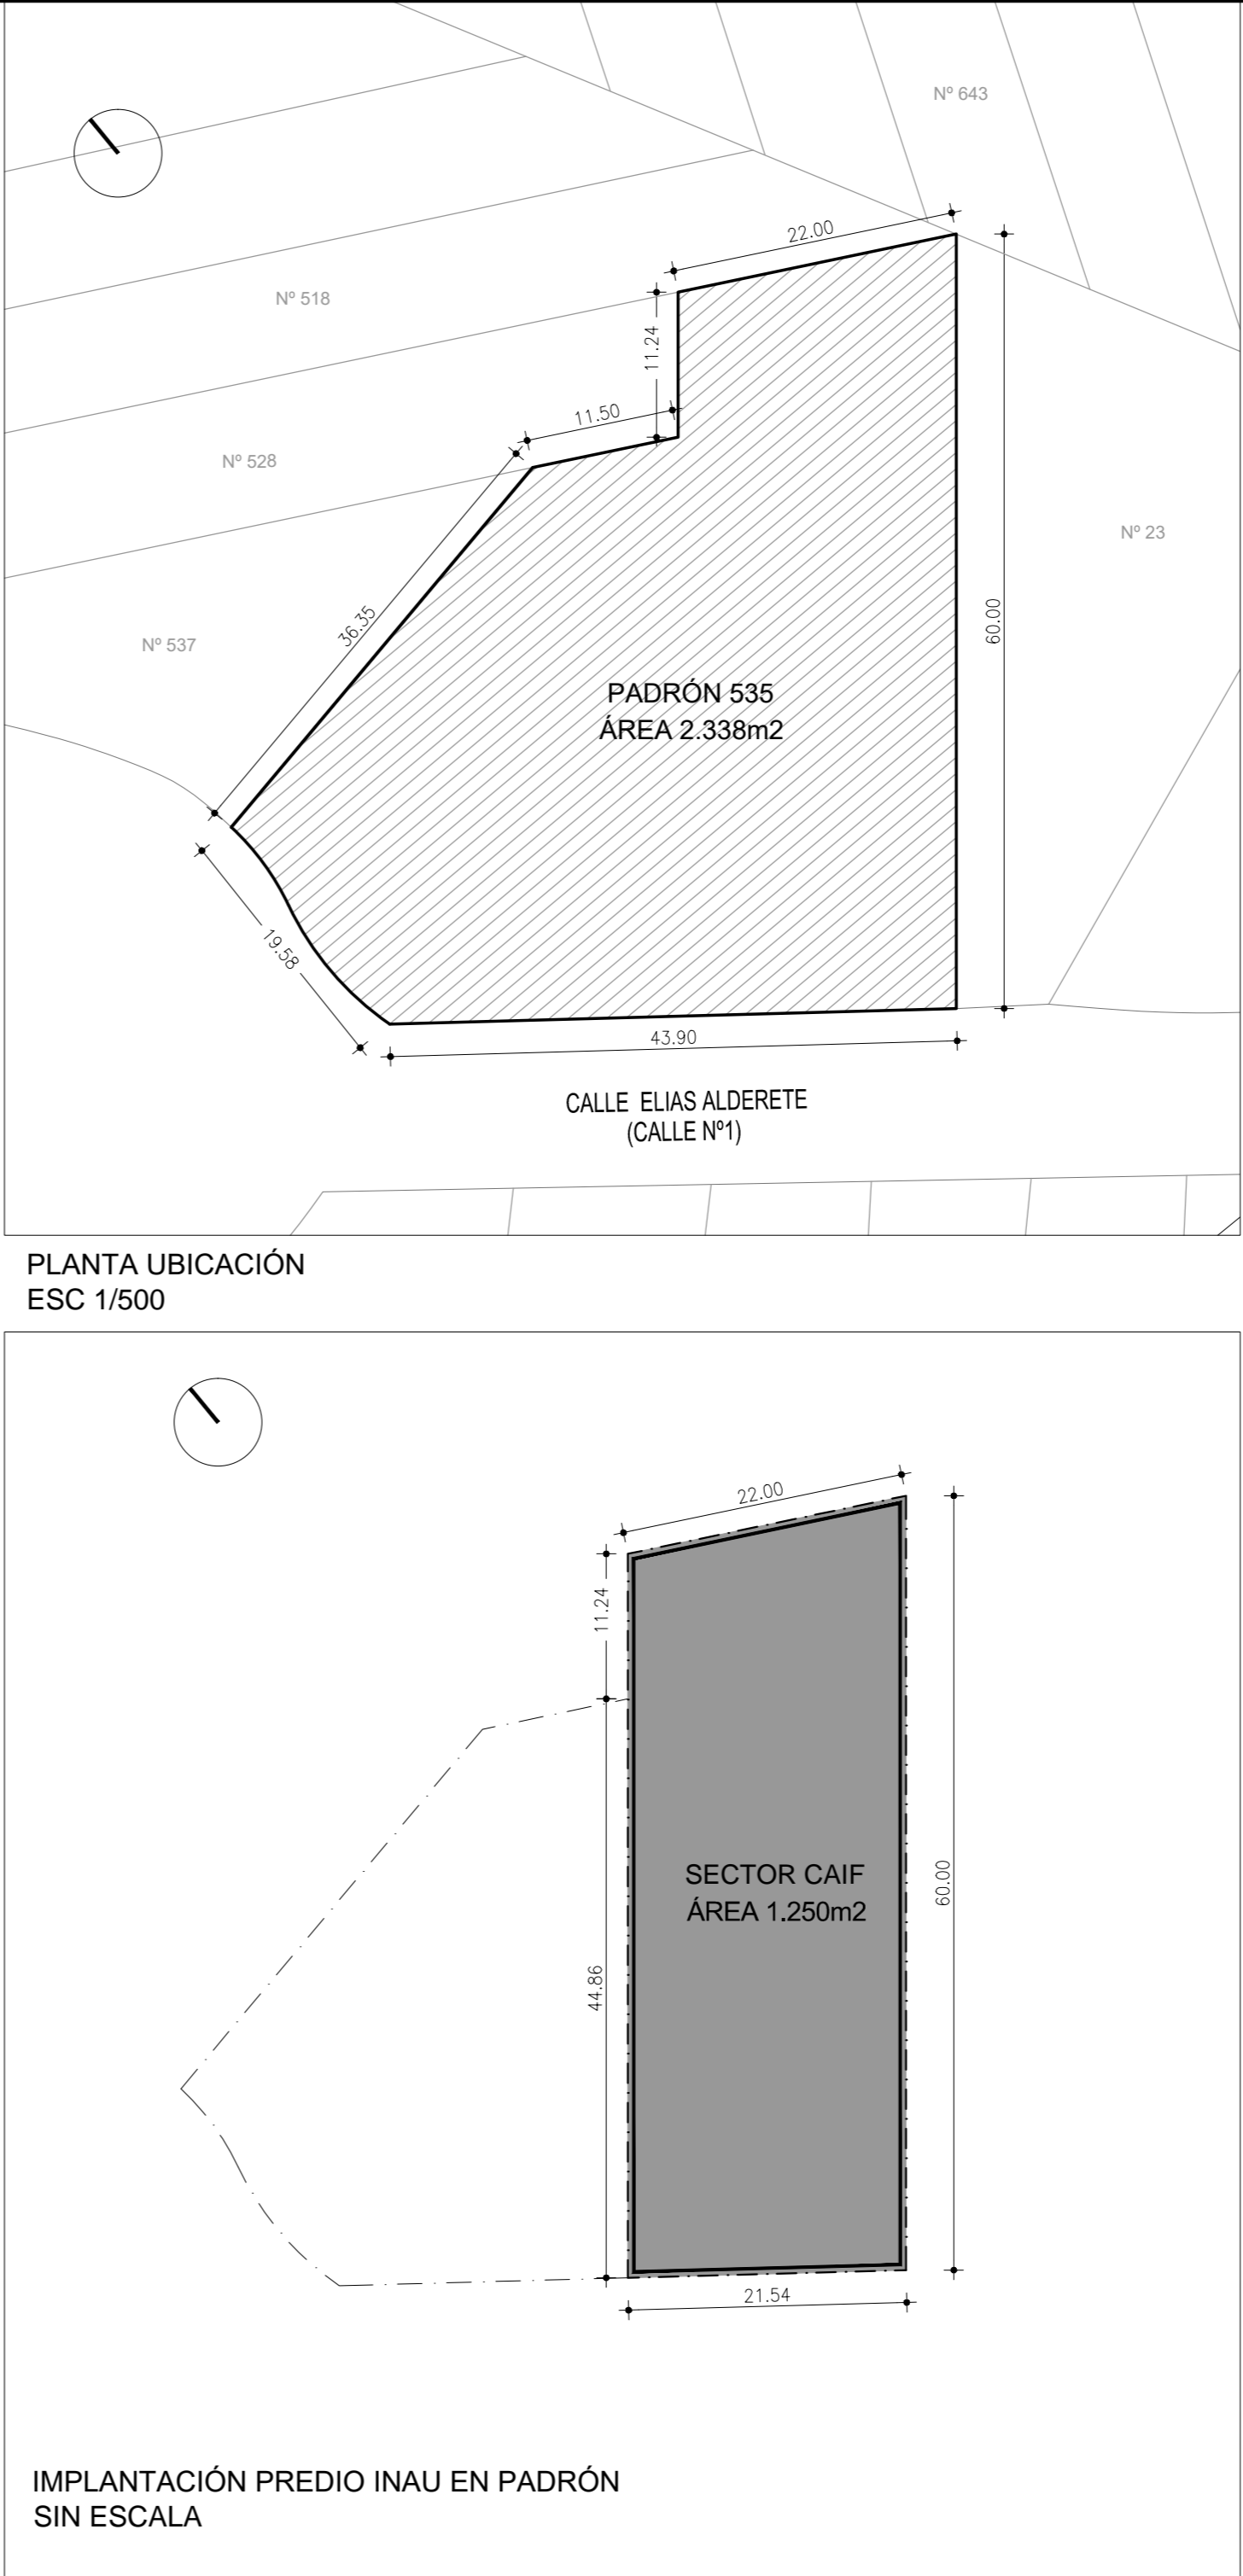 Nº 643
22.00
Nº 518
11.24
11.50
Nº 528
Nº 23
36.35
60.00
Nº 537
PADRÓN 535
ÁREA 2.338m2
19.58
43.90
CALLE ELIAS ALDERETE
(CALLE Nº1)
PLANTA UBICACIÓN
ESC 1/500
22.00
11.24
SECTOR CAIF
ÁREA 1.250m2
60.00
44.86
21.54
IMPLANTACIÓN PREDIO INAU EN PADRÓN
SIN ESCALA